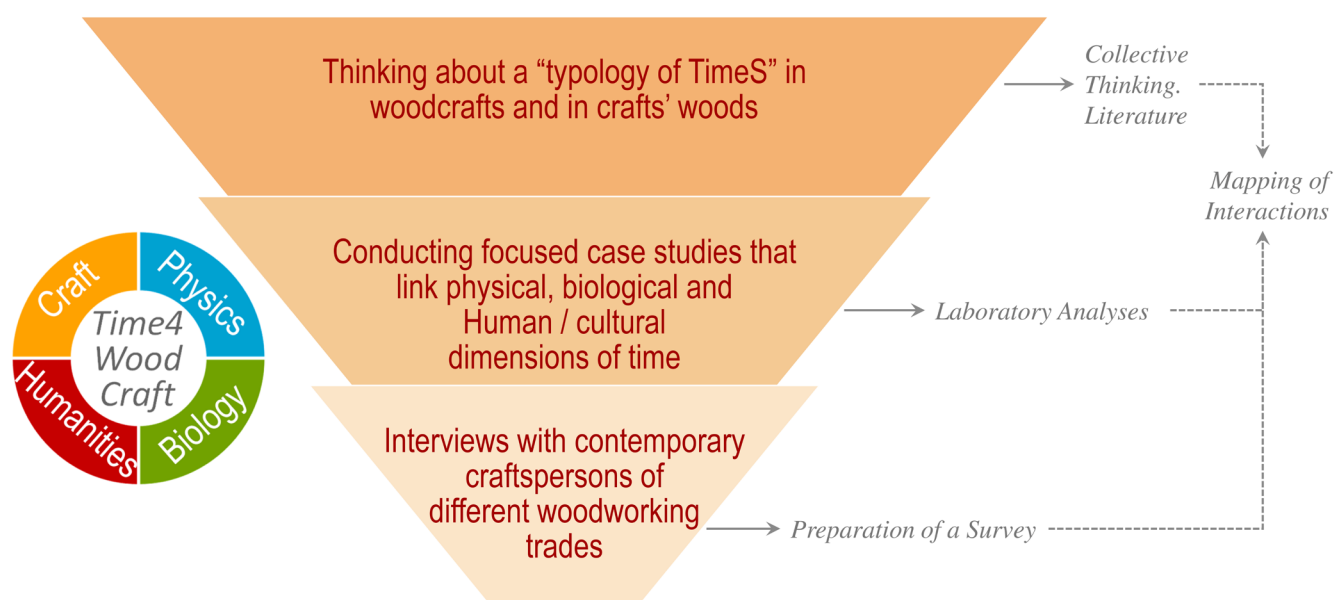 Thinking about a “typology of TimeS” in
woodcrafts and in crafts’ woods
Collective
Thinking.
Literature
Mapping of
Interactions
Conducting focused case studies that
link physical, biological and
Human / cultural
dimensions of time
Laboratory Analyses
Craft
Physics
Humanities
Biology
Time4
Wood
Craft
Interviews with contemporary
craftspersons of
different woodworking
trades
Preparation of a Survey